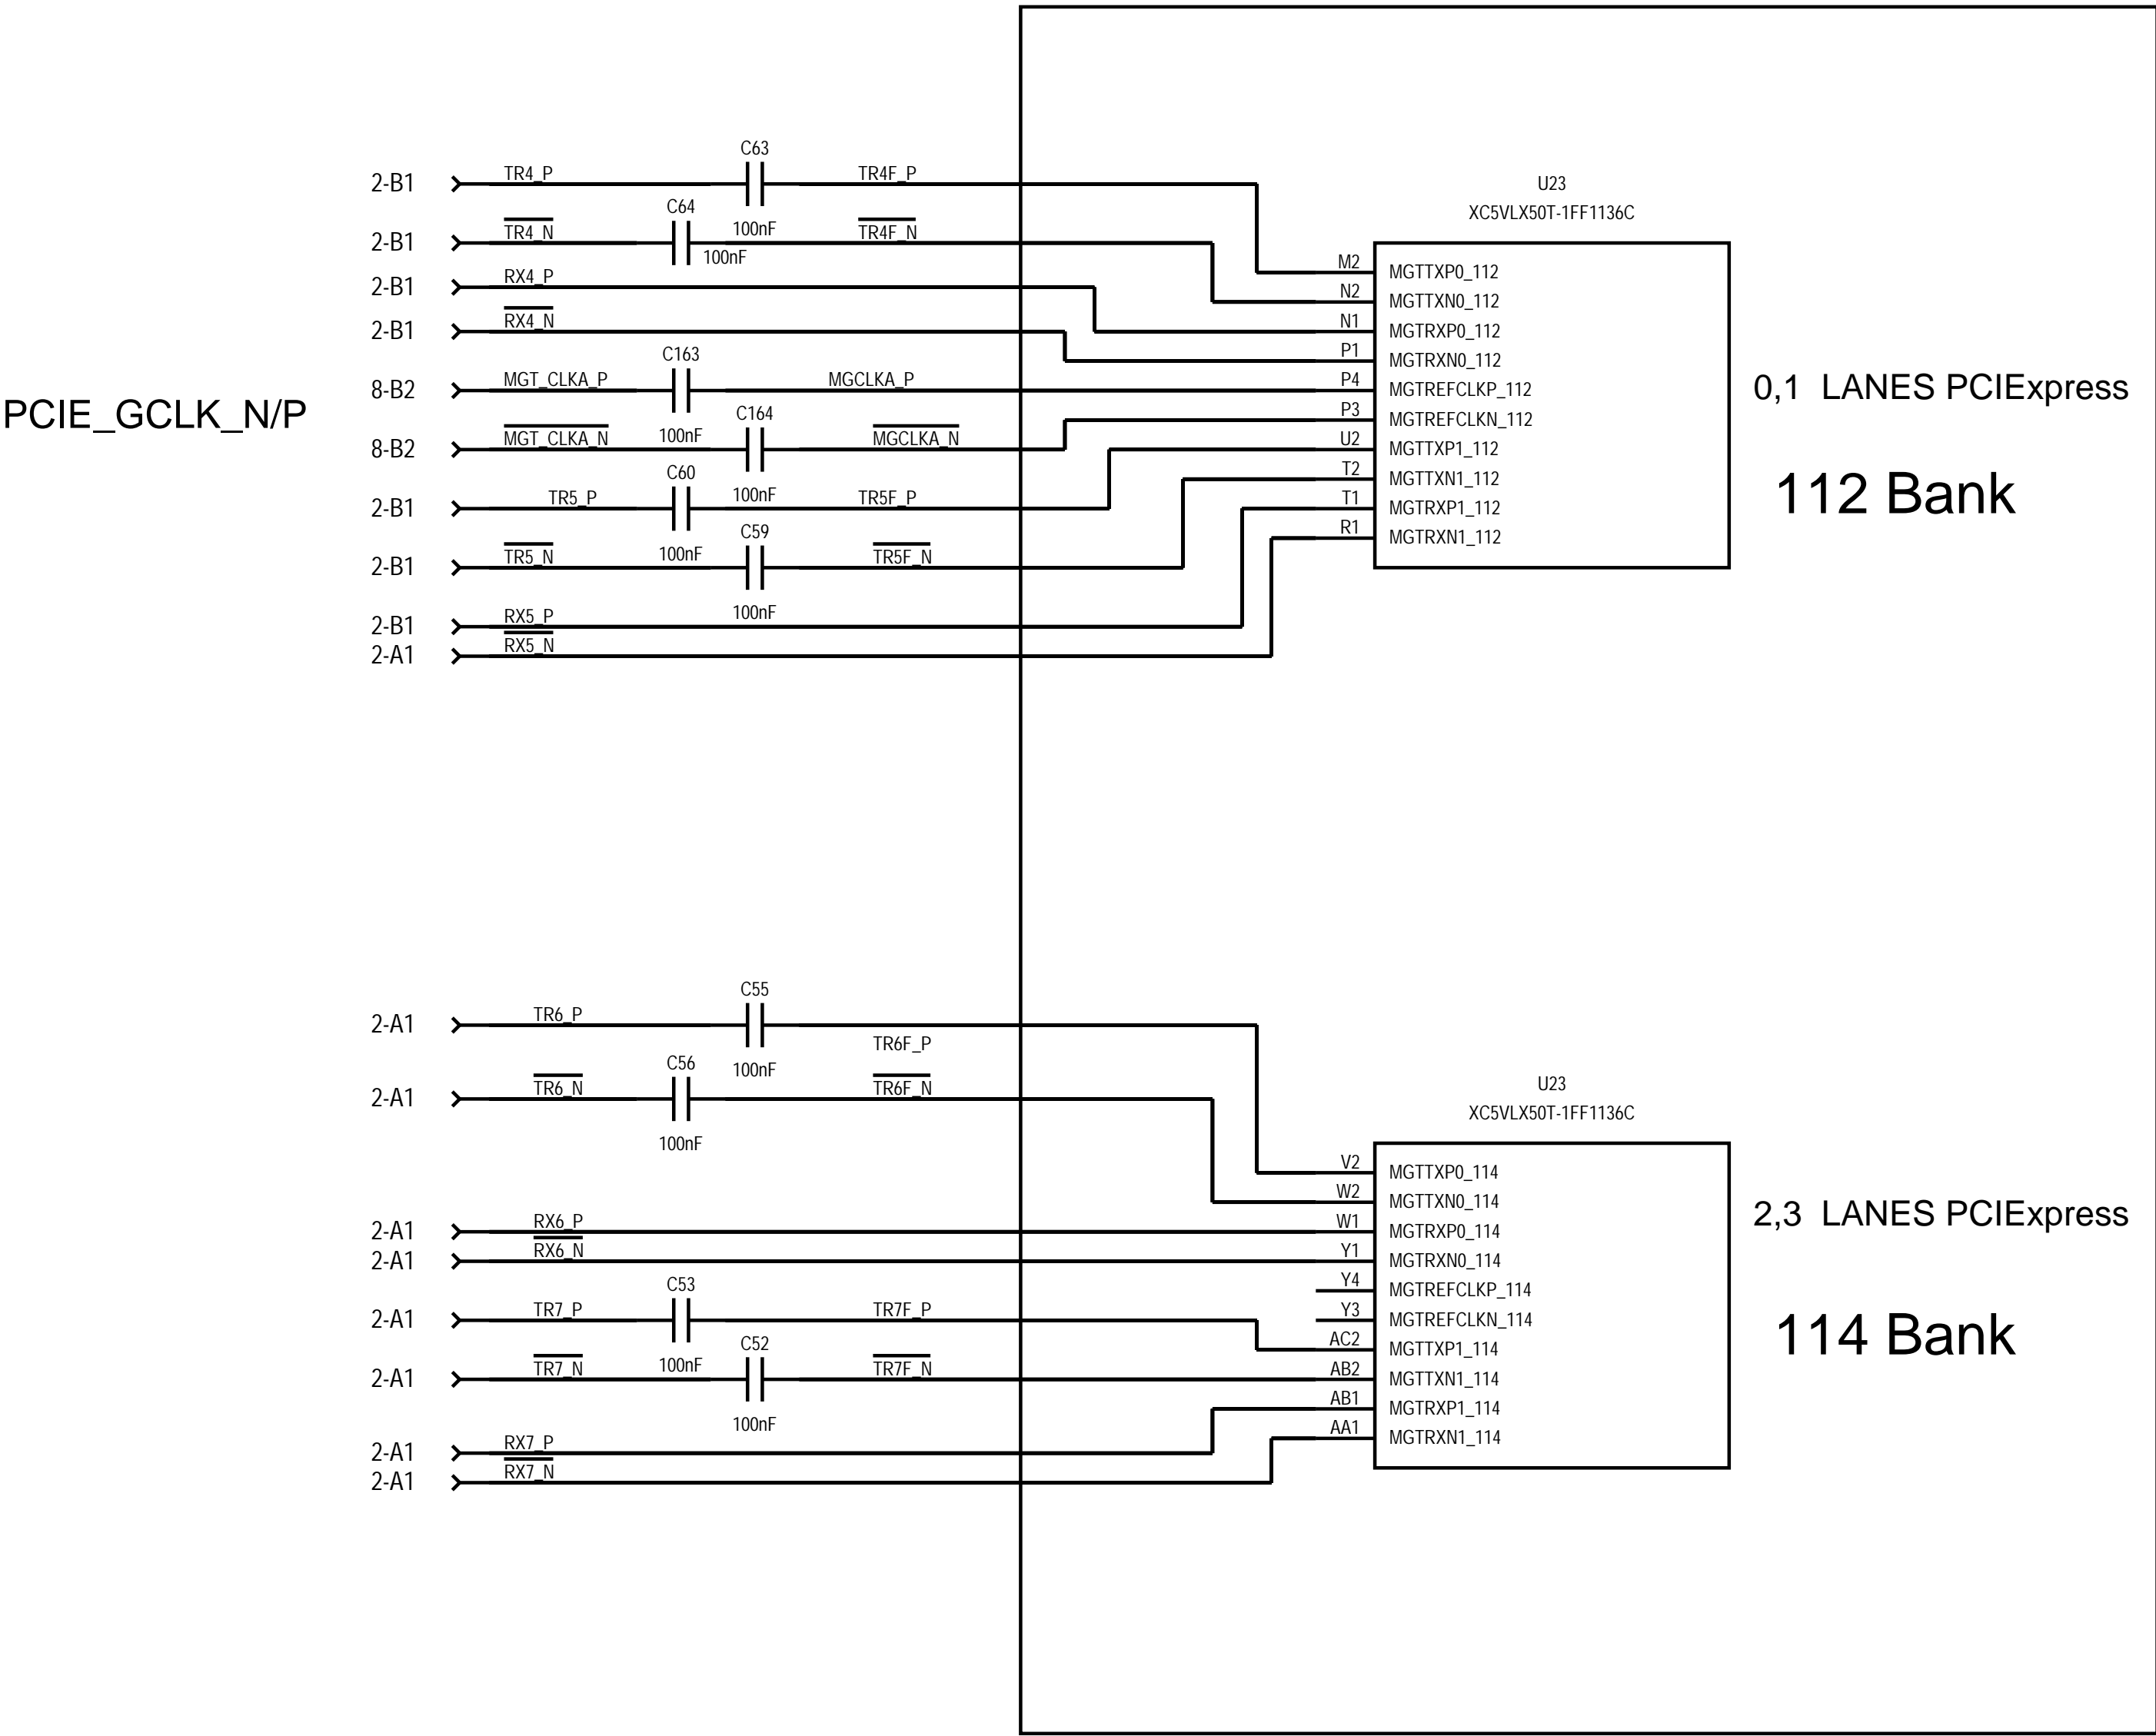 C63
2-B1 TR4_P TR4F_P
U23
XC5VLX50T-1FF1136C
C64
100nF
2-B1 TR4_N TR4F_N
100nF
M2 MGTTXP0_112
2-B1 RX4_P
N2 MGTTXN0_112
2-B1 RX4_N
N1 MGTRXP0_112
C163
P1 MGTRXN0_112
8-B2 MGT_CLKA_P MGCLKA_P P4 MGTREFCLKP_112
0,1 LANES PCIExpress
PCIE_GCLK_N/P
C164
P3 MGTREFCLKN_112
100nF
8-B2 MGT_CLKA_N MGCLKA_N U2 MGTTXP1_112
C60
T2 MGTTXN1_112
112 Bank
100nF
2-B1 TR5_P TR5F_P T1 MGTRXP1_112
C59
R1 MGTRXN1_112
100nF
2-B1 TR5_N TR5F_N
100nF
2-B1 RX5_P
2-A1 RX5_N
C55
2-A1 TR6_P
TR6F_P
C56
100nF
2-A1 TR6_N TR6F_N
U23
XC5VLX50T-1FF1136C
100nF
V2 MGTTXP0_114
W2 MGTTXN0_114
2,3 LANES PCIExpress
2-A1 RX6_P W1 MGTRXP0_114
2-A1 RX6_N Y1 MGTRXN0_114
C53
Y4 MGTREFCLKP_114
2-A1 TR7_P TR7F_P Y3 MGTREFCLKN_114
114 Bank
C52
AC2 MGTTXP1_114
100nF
2-A1 TR7_N TR7F_N AB2 MGTTXN1_114
AB1 MGTRXP1_114
100nF
AA1 MGTRXN1_114
2-A1 RX7_P
2-A1 RX7_N